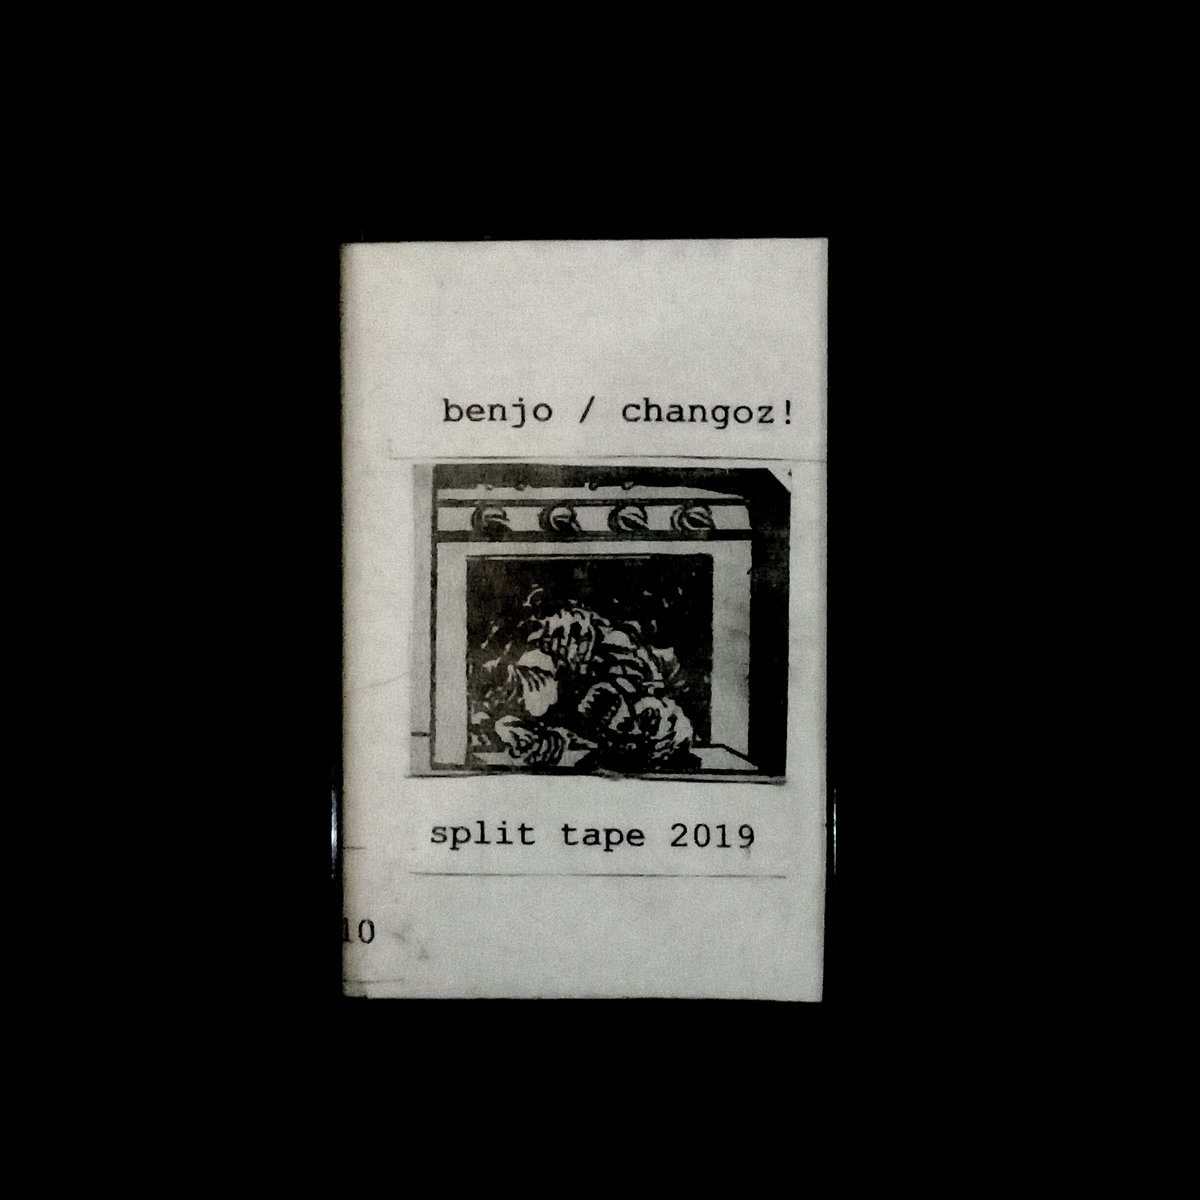 benjo / changoz!
split tape 2019
10